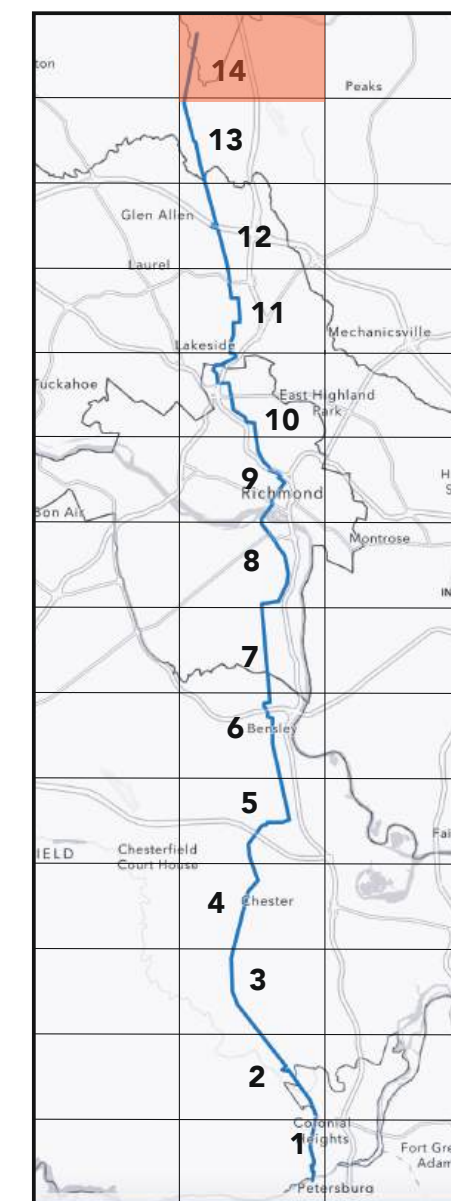 ton
14
Peaks
13
Glen Allen
12
Laurel
11
Mechanicsville
Lakeside
Tuckahoe
East Highland
Park
10
9
Richmond
H
S
Bon Air
Montrose
8
IN
7
6
Bensley
5
Fai
IELD
Chesterfield
Court House
4
Chester
3
2
Colonial
Heights
1
Fort Gre
Adam
Petersburg